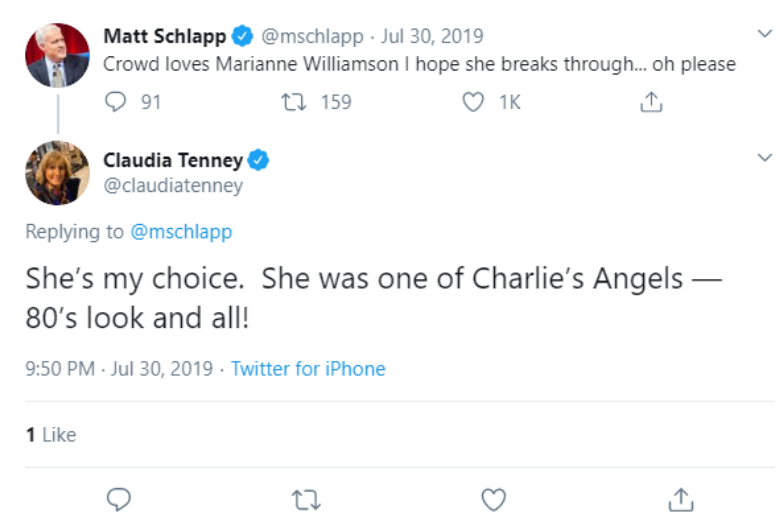 Matt Schlapp @mschlapp · Jul 30, 2019
Crowd loves Marianne Williamson I hope she breaks through... oh please
91 159 1K
Claudia Tenney
@claudiatenney
Replying to @mschlapp
She's my choice.  She was one of Charlie's Angels —
80's look and all!
9:50 PM · Jul 30, 2019 · Twitter for iPhone
1 Like